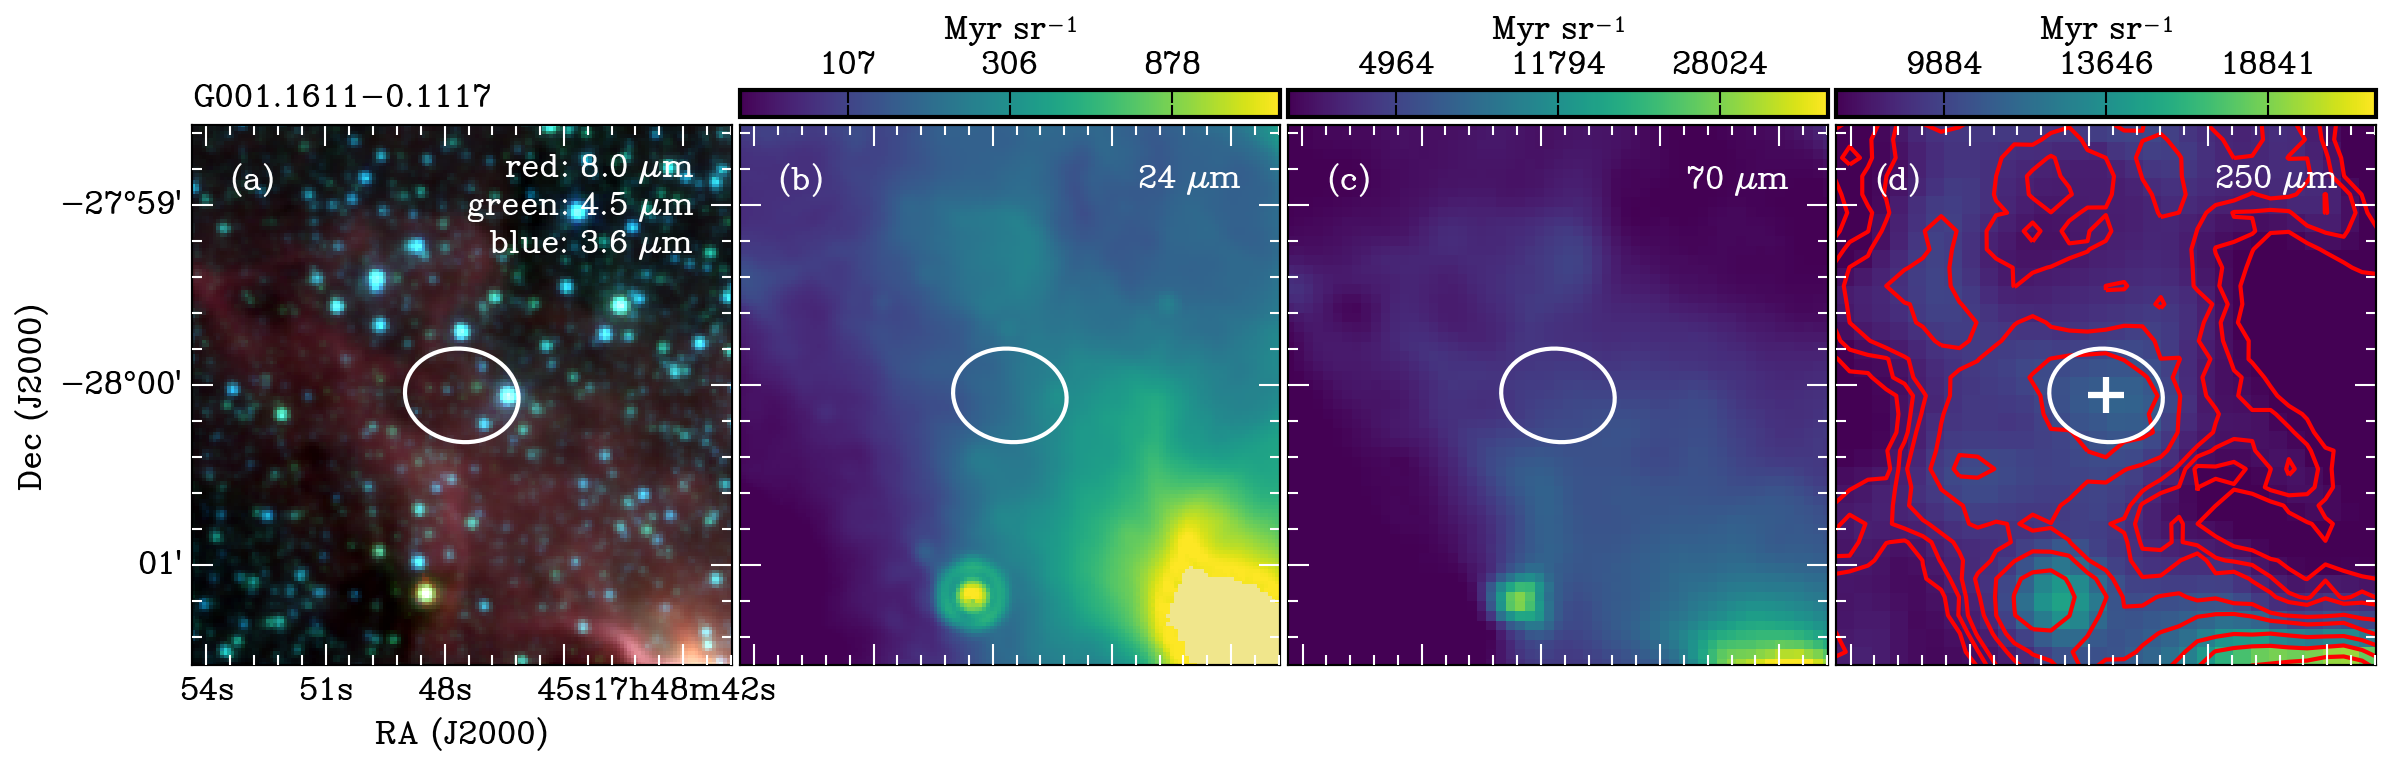 Myr sr⁻¹ Myr sr⁻¹ Myr sr⁻¹
107 306 878 4964 11794 28024 9884 13646 18841
G001.1611−0.1117
(a) red: 8.0 μm
green: 4.5 μm
blue: 3.6 μm
(b) 24 μm
(c) 70 μm
(d) 250 μm
−27°59'
−28°00'
01'
Dec (J2000)
54s 51s 48s 45s17h48m42s
RA (J2000)